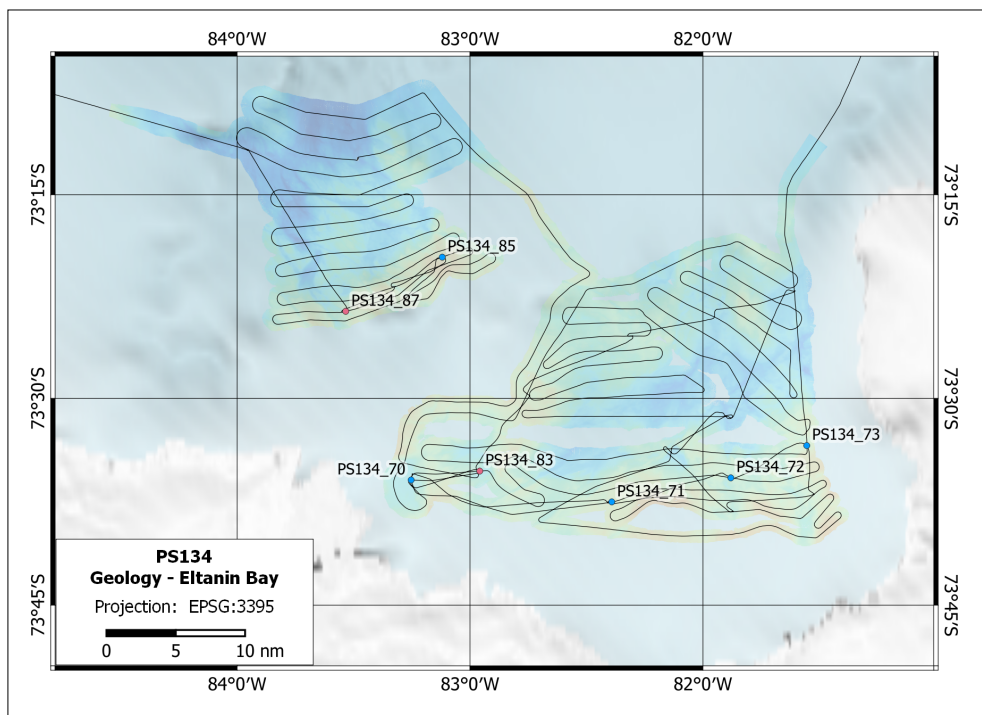 84°0'W 83°0'W 82°0'W
73°15'S 73°15'S
PS134_85
PS134_87
73°30'S 73°30'S
PS134_73
PS134_83
PS134_70
PS134_72
PS134_71
PS134
Geology - Eltanin Bay
Projection: EPSG:3395
0 5 10 nm
73°45'S 73°45'S
84°0'W 83°0'W 82°0'W